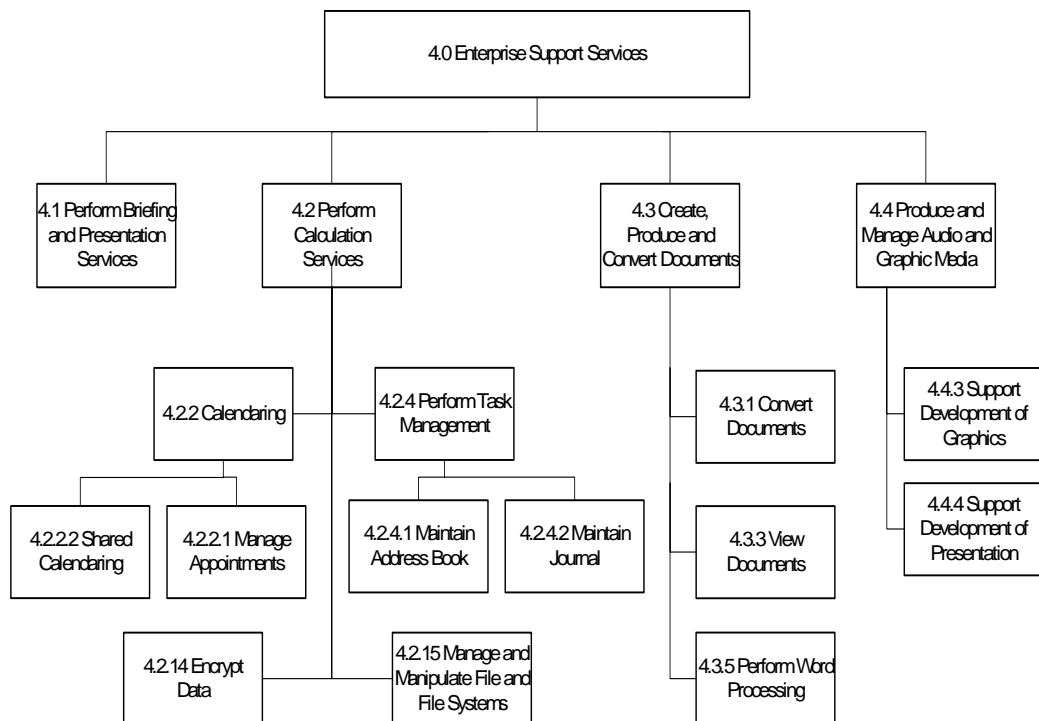 4.0 Enterprise Support Services
4.1 Perform Briefing
and Presentation
Services
4.2 Perform
Calculation
Services
4.3 Create,
Produce and
Convert Documents
4.4 Produce and
Manage Audio and
Graphic Media
4.2.2 Calendaring
4.2.4 Perform Task
Management
4.3.1 Convert
Documents
4.4.3 Support
Development of
Graphics
4.2.2.2 Shared
Calendaring
4.2.2.1 Manage
Appointments
4.2.4.1 Maintain
Address Book
4.2.4.2 Maintain
Journal
4.3.3 View
Documents
4.4.4 Support
Development of
Presentation
4.2.14 Encrypt
Data
4.2.15 Manage and
Manipulate File and
File Systems
4.3.5 Perform Word
Processing